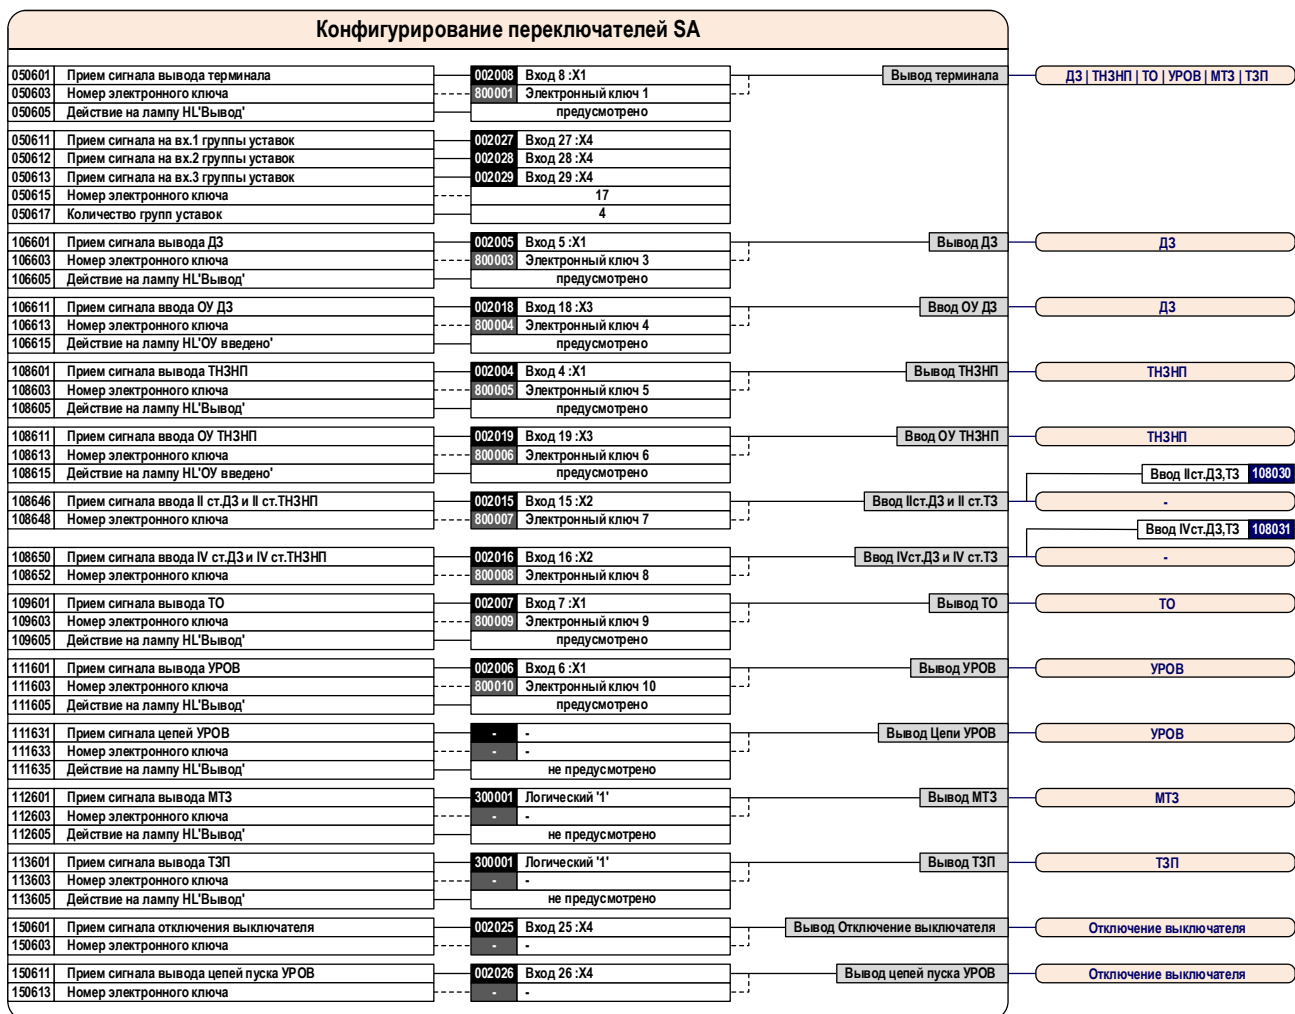 Конфигурирование переключателей SA
050601 Прием сигнала вывода терминала 002008 Вход 8 :X1 Вывод терминала ДЗ | ТНЗНП | ТО | УРОВ | МТЗ | ТЗП
050603 Номер электронного ключа 800001 Электронный ключ 1
050605 Действие на лампу HL'Вывод' предусмотрено
050611 Прием сигнала на вх.1 группы уставок 002027 Вход 27 :X4
050612 Прием сигнала на вх.2 группы уставок 002028 Вход 28 :X4
050613 Прием сигнала на вх.3 группы уставок 002029 Вход 29 :X4
050615 Номер электронного ключа 17
050617 Количество групп уставок 4
106601 Прием сигнала вывода ДЗ 002005 Вход 5 :X1 Вывод ДЗ ДЗ
106603 Номер электронного ключа 800003 Электронный ключ 3
106605 Действие на лампу HL'Вывод' предусмотрено
106611 Прием сигнала ввода ОУ ДЗ 002018 Вход 18 :X3 Ввод ОУ ДЗ ДЗ
106613 Номер электронного ключа 800004 Электронный ключ 4
106615 Действие на лампу HL'ОУ введено' предусмотрено
108601 Прием сигнала вывода ТНЗНП 002004 Вход 4 :X1 Вывод ТНЗНП ТНЗНП
108603 Номер электронного ключа 800005 Электронный ключ 5
108605 Действие на лампу HL'Вывод' предусмотрено
108611 Прием сигнала ввода ОУ ТНЗНП 002019 Вход 19 :X3 Ввод ОУ ТНЗНП ТНЗНП
108613 Номер электронного ключа 800006 Электронный ключ 6
108615 Действие на лампу HL'ОУ введено' предусмотрено Ввод IIст.ДЗ,ТЗ 108030
108646 Прием сигнала ввода II ст.ДЗ и II ст.ТНЗНП 002015 Вход 15 :X2 Ввод IIст.ДЗ и II ст.ТЗ -
108648 Номер электронного ключа 800007 Электронный ключ 7
Ввод IVст.ДЗ,ТЗ 108031
108650 Прием сигнала ввода IV ст.ДЗ и IV ст.ТНЗНП 002016 Вход 16 :X2 Ввод IVст.ДЗ и IV ст.ТЗ -
108652 Номер электронного ключа 800008 Электронный ключ 8
109601 Прием сигнала вывода ТО 002007 Вход 7 :X1 Вывод ТО ТО
109603 Номер электронного ключа 800009 Электронный ключ 9
109605 Действие на лампу HL'Вывод' предусмотрено
111601 Прием сигнала вывода УРОВ 002006 Вход 6 :X1 Вывод УРОВ УРОВ
111603 Номер электронного ключа 800010 Электронный ключ 10
111605 Действие на лампу HL'Вывод' предусмотрено
111631 Прием сигнала цепей УРОВ - - Вывод Цепи УРОВ УРОВ
111633 Номер электронного ключа - -
111635 Действие на лампу HL'Вывод' не предусмотрено
112601 Прием сигнала вывода МТЗ 300001 Логический '1' Вывод МТЗ МТЗ
112603 Номер электронного ключа - -
112605 Действие на лампу HL'Вывод' не предусмотрено
113601 Прием сигнала вывода ТЗП 300001 Логический '1' Вывод ТЗП ТЗП
113603 Номер электронного ключа - -
113605 Действие на лампу HL'Вывод' не предусмотрено
150601 Прием сигнала отключения выключателя 002025 Вход 25 :X4 Вывод Отключение выключателя Отключение выключателя
150603 Номер электронного ключа - -
150611 Прием сигнала вывода цепей пуска УРОВ 002026 Вход 26 :X4 Вывод цепей пуска УРОВ Отключение выключателя
150613 Номер электронного ключа - -